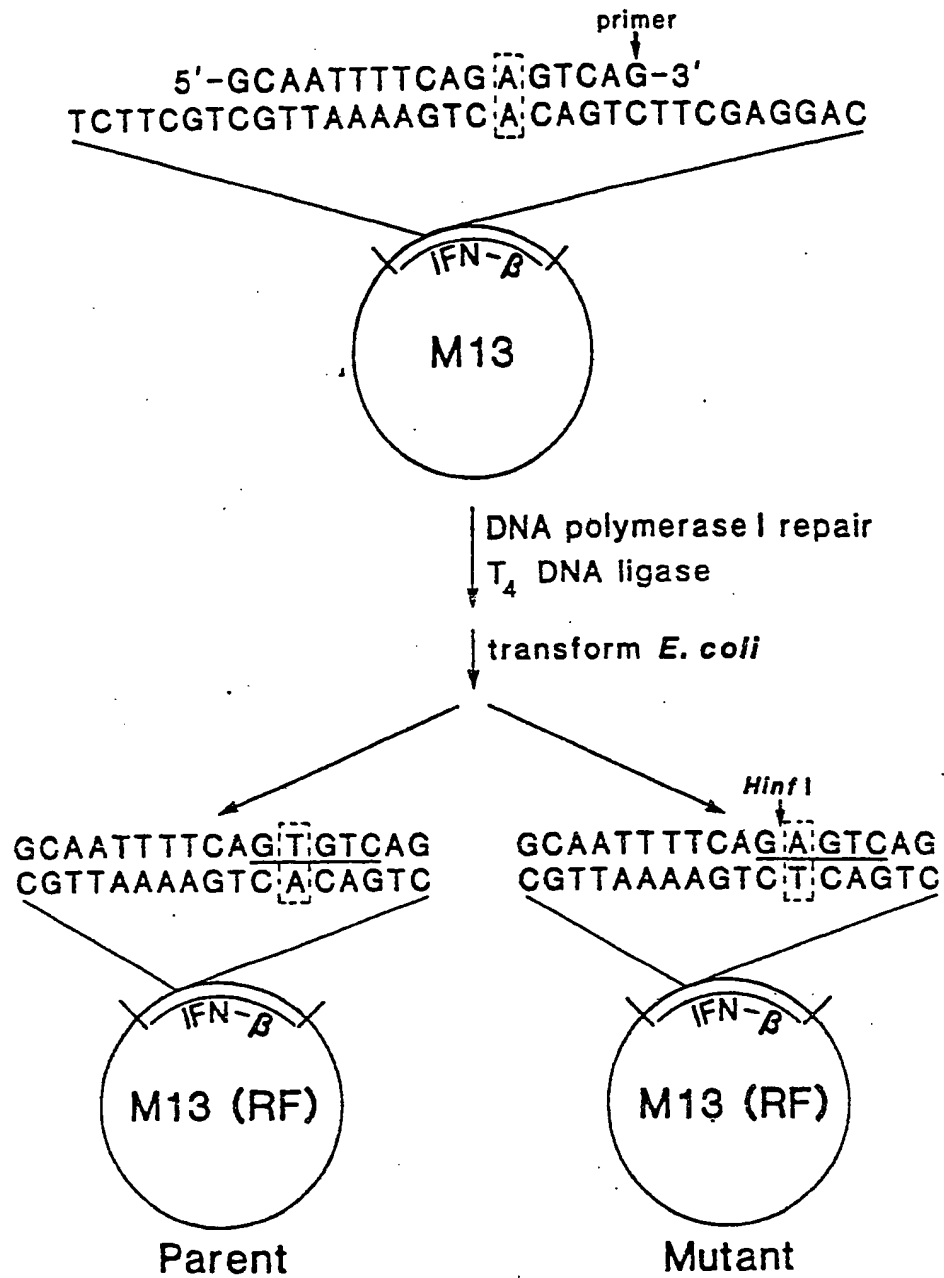 primer
5'-GCAATTTTCAGAGTCAG-3'
TCTTCGTCGTTAAAAGTCACAGTCTTCGAGGAC
IFN-β
M13
DNA polymerase I repair
T4 DNA ligase
transform E. coli
HinfI
GCAATTTTCAGTGTCAG
CGTTAAAAGTCACAGTC
GCAATTTTCAGAGTCAG
CGTTAAAAGTCTCAGTC
IFN-β
IFN-β
M13 (RF)
M13 (RF)
Parent
Mutant